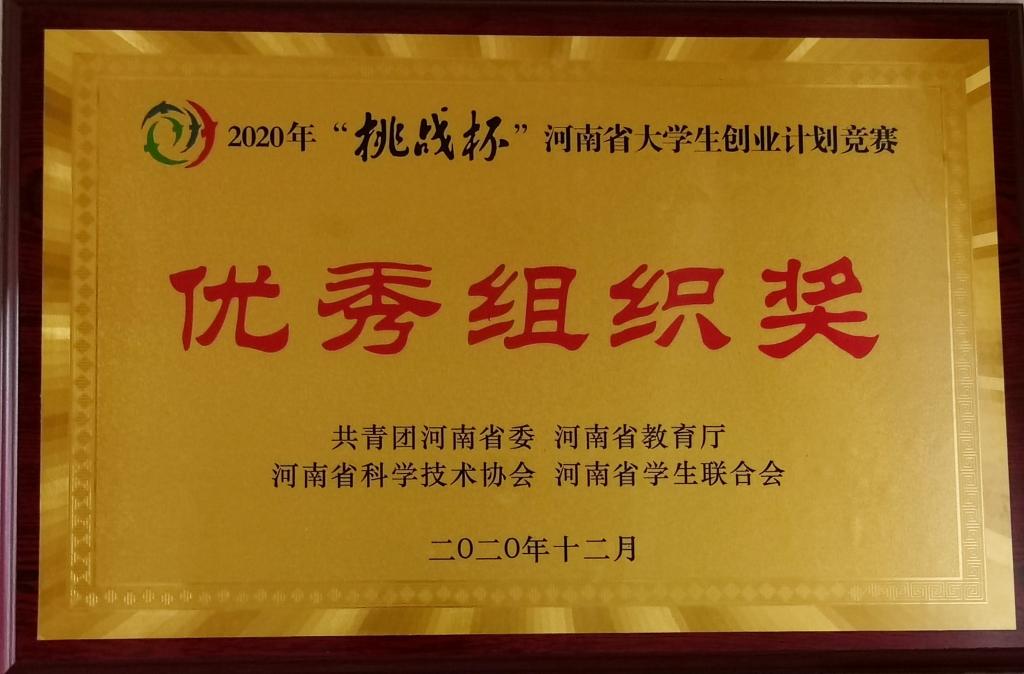 2020年“挑战杯”河南省大学生创业计划竞赛
优秀组织奖
共青团河南省委 河南省教育厅
河南省科学技术协会 河南省学生联合会
二〇二〇年十二月